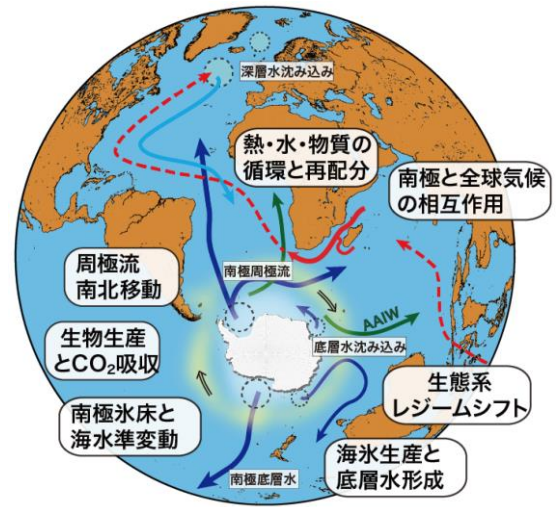 深層水沈み込み
熱・水・物質の
循環と再配分
南極と全球気候
の相互作用
周極流
南北移動
南極周極流
AAIW
生物生産
とCO₂吸収
底層水沈み込み
生態系
レジームシフト
南極氷床と
海水準変動
海氷生産と
底層水形成
南極底層水